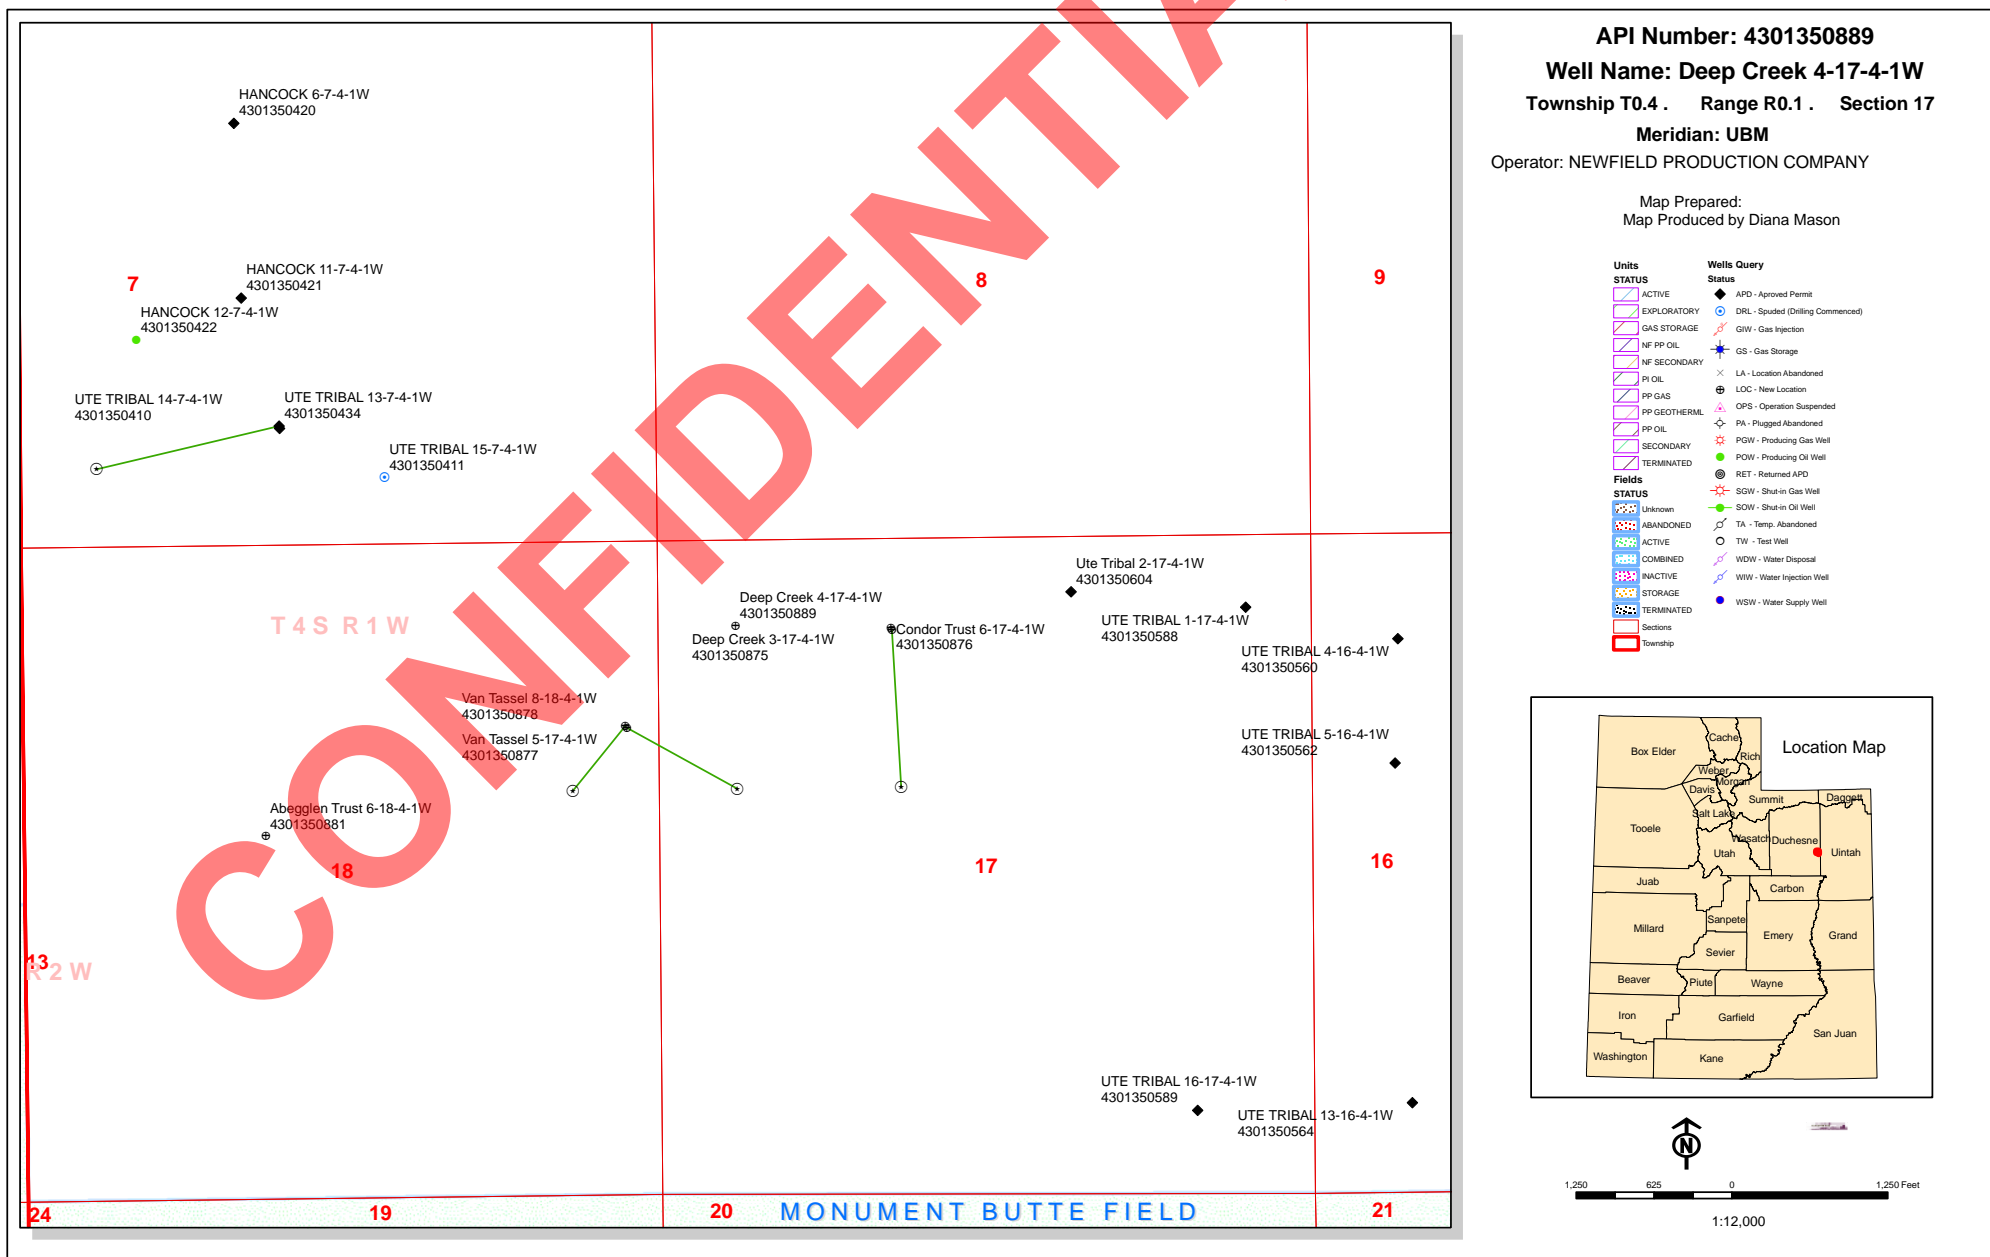 API Number: 4301350889
Well Name: Deep Creek 4-17-4-1W
Township T0.4 . Range R0.1 . Section 17
Meridian: UBM
Operator: NEWFIELD PRODUCTION COMPANY
Map Prepared:
Map Produced by Diana Mason
Units
STATUS
ACTIVE
EXPLORATORY
GAS STORAGE
NF PP OIL
NF SECONDARY
PI OIL
PP GAS
PP GEOTHERML
PP OIL
SECONDARY
TERMINATED
Fields
STATUS
Unknown
ABANDONED
ACTIVE
COMBINED
INACTIVE
STORAGE
TERMINATED
Sections
Township
Wells Query
Status
APD - Aproved Permit
DRL - Spuded (Drilling Commenced)
GIW - Gas Injection
GS - Gas Storage
LA - Location Abandoned
LOC - New Location
OPS - Operation Suspended
PA - Plugged Abandoned
PGW - Producing Gas Well
POW - Producing Oil Well
RET - Returned APD
SGW - Shut-in Gas Well
SOW - Shut-in Oil Well
TA - Temp. Abandoned
TW - Test Well
WDW - Water Disposal
WIW - Water Injection Well
WSW - Water Supply Well
HANCOCK 6-7-4-1W
4301350420
HANCOCK 11-7-4-1W
4301350421
7
8
9
HANCOCK 12-7-4-1W
4301350422
UTE TRIBAL 14-7-4-1W
4301350410
UTE TRIBAL 13-7-4-1W
4301350434
UTE TRIBAL 15-7-4-1W
4301350411
T4S R1W
Ute Tribal 2-17-4-1W
4301350604
Deep Creek 4-17-4-1W
4301350889
Deep Creek 3-17-4-1W
4301350875
Condor Trust 6-17-4-1W
4301350876
UTE TRIBAL 1-17-4-1W
4301350588
UTE TRIBAL 4-16-4-1W
4301350560
Van Tassel 8-18-4-1W
4301350878
Van Tassel 5-17-4-1W
4301350877
UTE TRIBAL 5-16-4-1W
4301350562
Abegglen Trust 6-18-4-1W
4301350881
18
17
16
13
R2W
UTE TRIBAL 16-17-4-1W
4301350589
UTE TRIBAL 13-16-4-1W
4301350564
24
19
20
MONUMENT BUTTE FIELD
21
CONFIDENTIA
Location Map
Box Elder
Cache
Rich
Weber
Morgan
Davis
Summit
Daggett
Salt Lake
Tooele
Wasatch
Duchesne
Utah
Uintah
Juab
Carbon
Millard
Sanpete
Emery
Grand
Sevier
Beaver
Piute
Wayne
Iron
Garfield
San Juan
Washington
Kane
N
1,250 625 0 1,250 Feet
1:12,000